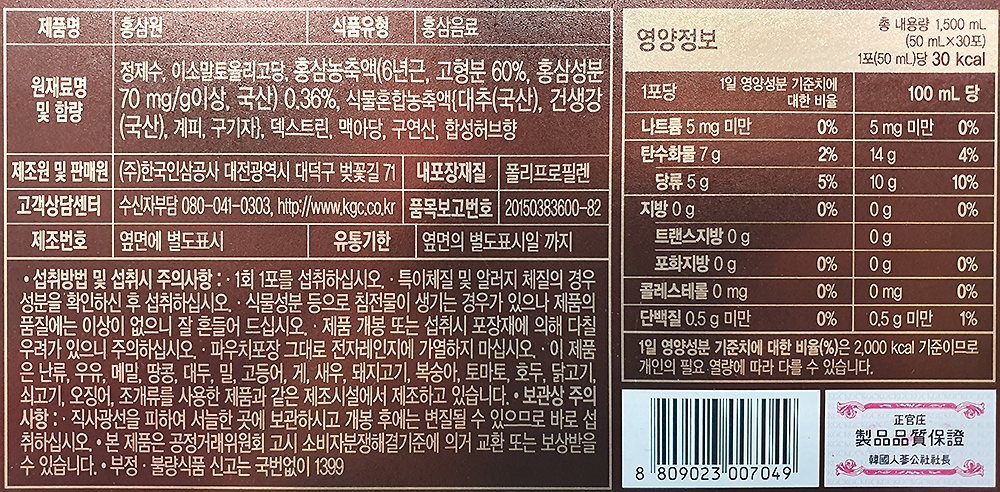 제품명 홍삼원 식품유형 홍삼음료
원재료명 및 함량
정제수, 이소말토올리고당, 홍삼농축액(6년근, 고형분 60%, 홍삼성분
70 mg/g이상, 국산) 0.36%, 식물혼합농축액{대추(국산), 건생강
(국산), 계피, 구기자}, 덱스트린, 맥아당, 구연산, 합성허브향
제조원 및 판매원 (주)한국인삼공사 대전광역시 대덕구 벚꽃길 71 내포장재질 폴리프로필렌
고객상담센터 수신자부담 080-041-0303, http://www.kgc.co.kr 품목보고번호 20150383600-82
제조번호 옆면에 별도표시 유통기한 옆면의 별도표시일 까지
• 섭취방법 및 섭취시 주의사항 : · 1회 1포를 섭취하십시오. · 특이체질 및 알러지 체질의 경우
성분을 확인하신 후 섭취하십시오. · 식물성분 등으로 침전물이 생기는 경우가 있으나 제품의
품질에는 이상이 없으니 잘 흔들어 드십시오. · 제품 개봉 또는 섭취시 포장재에 의해 다칠
우려가 있으니 주의하십시오. · 파우치포장 그대로 전자레인지에 가열하지 마십시오. · 이 제품
은 난류, 우유, 메밀, 땅콩, 대두, 밀, 고등어, 게, 새우, 돼지고기, 복숭아, 토마토, 호두, 닭고기,
쇠고기, 오징어, 조개류를 사용한 제품과 같은 제조시설에서 제조하고 있습니다. • 보관상 주의
사항 : · 직사광선을 피하여 서늘한 곳에 보관하시고 개봉 후에는 변질될 수 있으므로 바로 섭
취하십시오. • 본 제품은 공정거래위원회 고시 소비자분쟁해결기준에 의거 교환 또는 보상받을
수 있습니다. • 부정 · 불량식품 신고는 국번없이 1399
영양정보
총 내용량 1,500 mL
(50 mL×30포)
1포(50 mL)당 30 kcal
1포당 1일 영양성분 기준치에 대한 비율 100 mL 당
나트륨 5 mg 미만 0% 5 mg 미만 0%
탄수화물 7 g 2% 14 g 4%
당류 5 g 5% 10 g 10%
지방 0 g 0% 0 g 0%
트랜스지방 0 g 0 g
포화지방 0 g 0% 0 g 0%
콜레스테롤 0 mg 0% 0 mg 0%
단백질 0.5 g 미만 0% 0.5 g 미만 1%
1일 영양성분 기준치에 대한 비율(%)은 2,000 kcal 기준이므로
개인의 필요 열량에 따라 다를 수 있습니다.
8 809023 007049
正官庄
製品品質保證
韓國人蔘公社社長